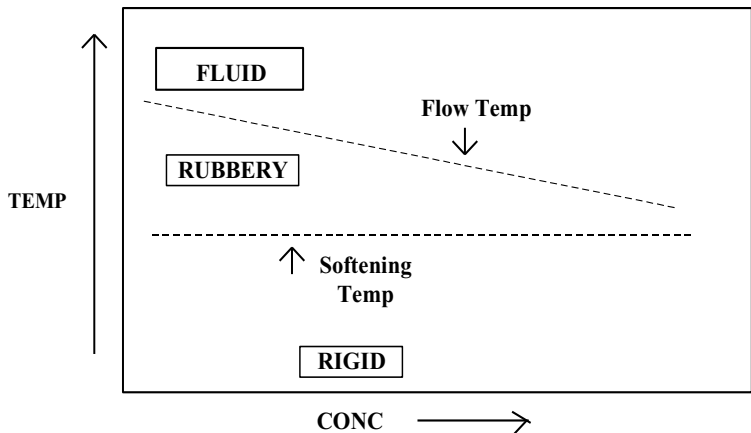 FLUID
Flow Temp
RUBBERY
TEMP
Softening
Temp
RIGID
CONC